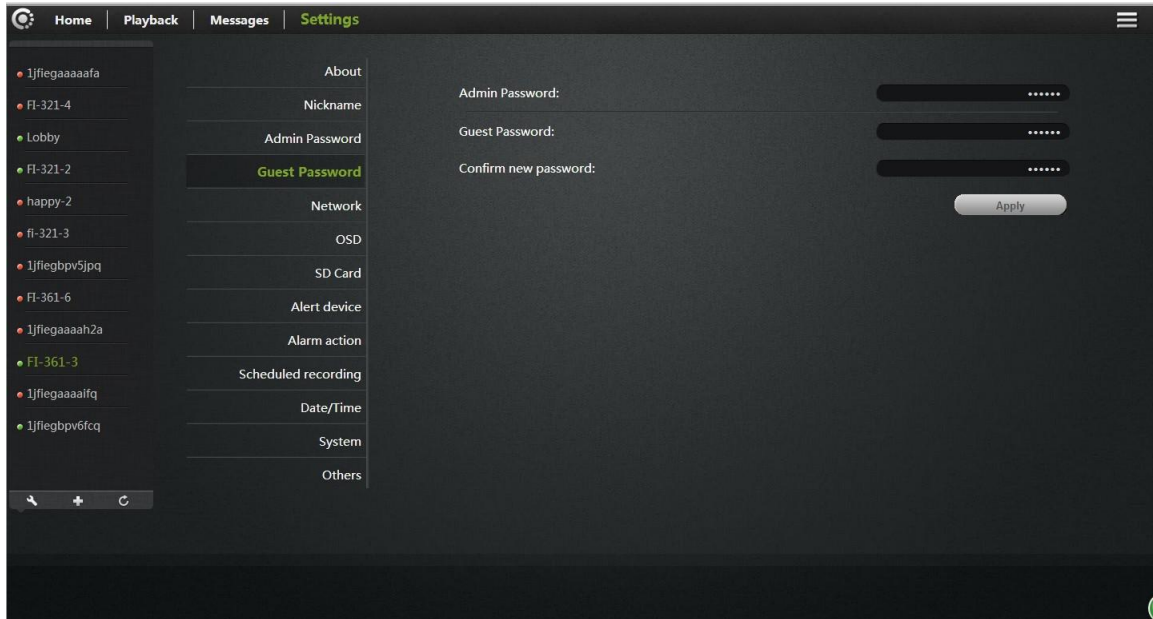 Home | Playback | Messages | Settings
1jfiegaaaaafa
FI-321-4
Lobby
FI-321-2
happy-2
fi-321-3
1jfiegbpv5jpq
FI-361-6
1jfiegaaaah2a
FI-361-3
1jfiegaaaaifq
1jfiegbpv6fcq
About
Nickname
Admin Password
Guest Password
Network
OSD
SD Card
Alert device
Alarm action
Scheduled recording
Date/Time
System
Others
Admin Password: ••••••
Guest Password: ••••••
Confirm new password: ••••••
Apply